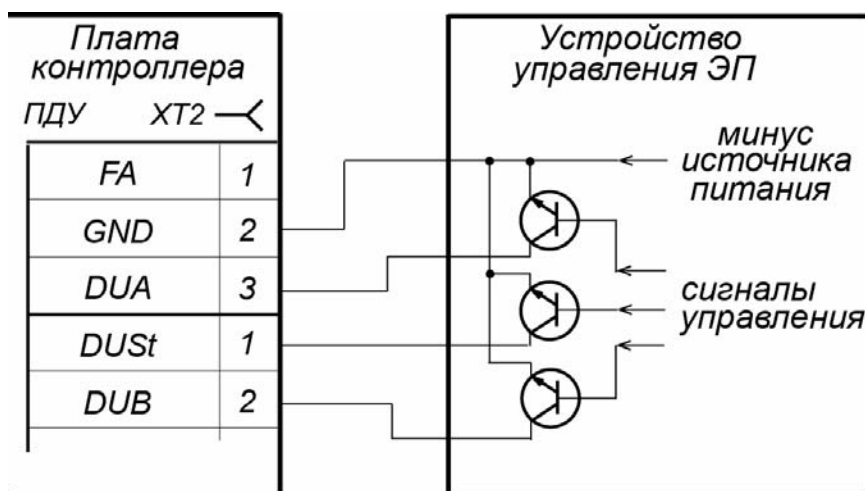 Плата
контроллера
ПДУ XT2
FA 1
GND 2
DUA 3
DUSt 1
DUB 2
Устройство
управления ЭП
минус
источника
питания
сигналы
управления